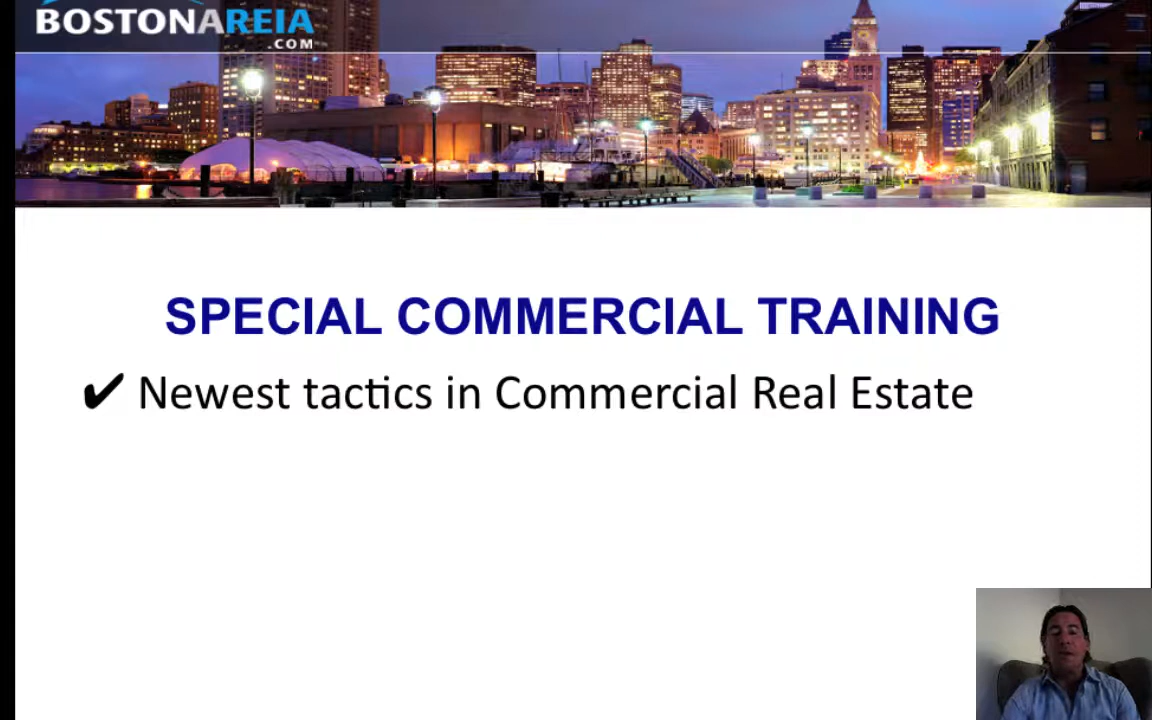 BOSTONAREIA
.COM
SPECIAL COMMERCIAL TRAINING
✔ Newest tactics in Commercial Real Estate